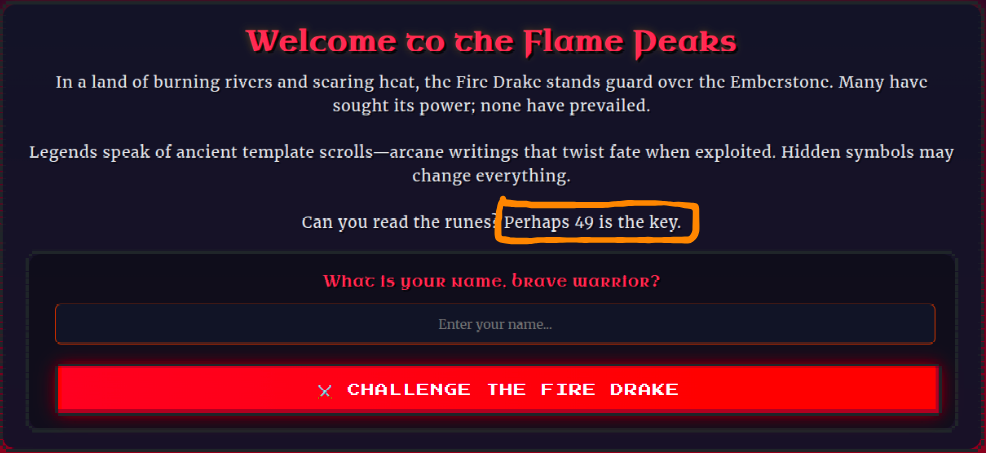 Welcome to the Flame Peaks
In a land of burning rivers and searing heat, the Fire Drake stands guard over the Emberstone. Many have
sought its power; none have prevailed.
Legends speak of ancient template scrolls—arcane writings that twist fate when exploited. Hidden symbols may
change everything.
Can you read the runes? Perhaps 49 is the key.
What is your name, brave warrior?
Enter your name...
⚔ CHALLENGE THE FIRE DRAKE